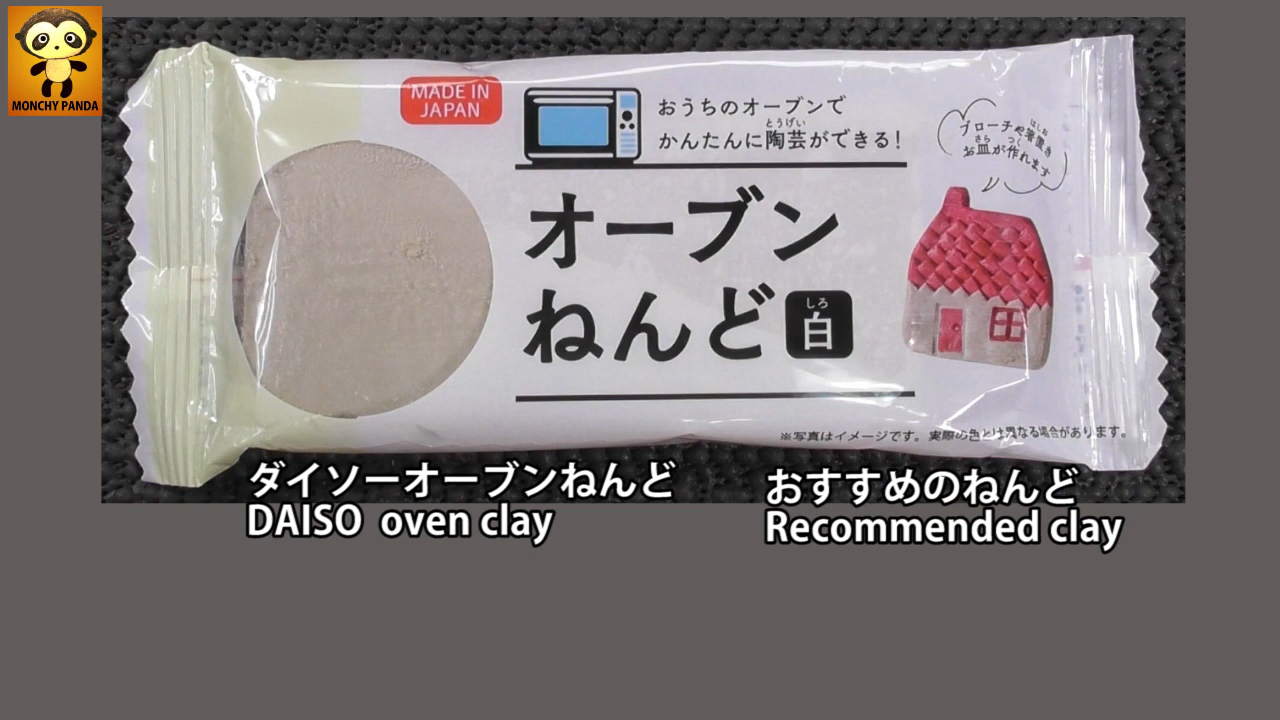 MONCHY PANDA
MADE IN
JAPAN
おうちのオーブンで
とうげい
かんたんに陶芸ができる!
はしお
ブローチや箸置き
さら つく
お皿が作れます
オーブン
ねんど
しろ
白
※写真はイメージです。実際の色とは異なる場合があります。
ダイソーオーブンねんど
DAISO oven clay
おすすめのねんど
Recommended clay